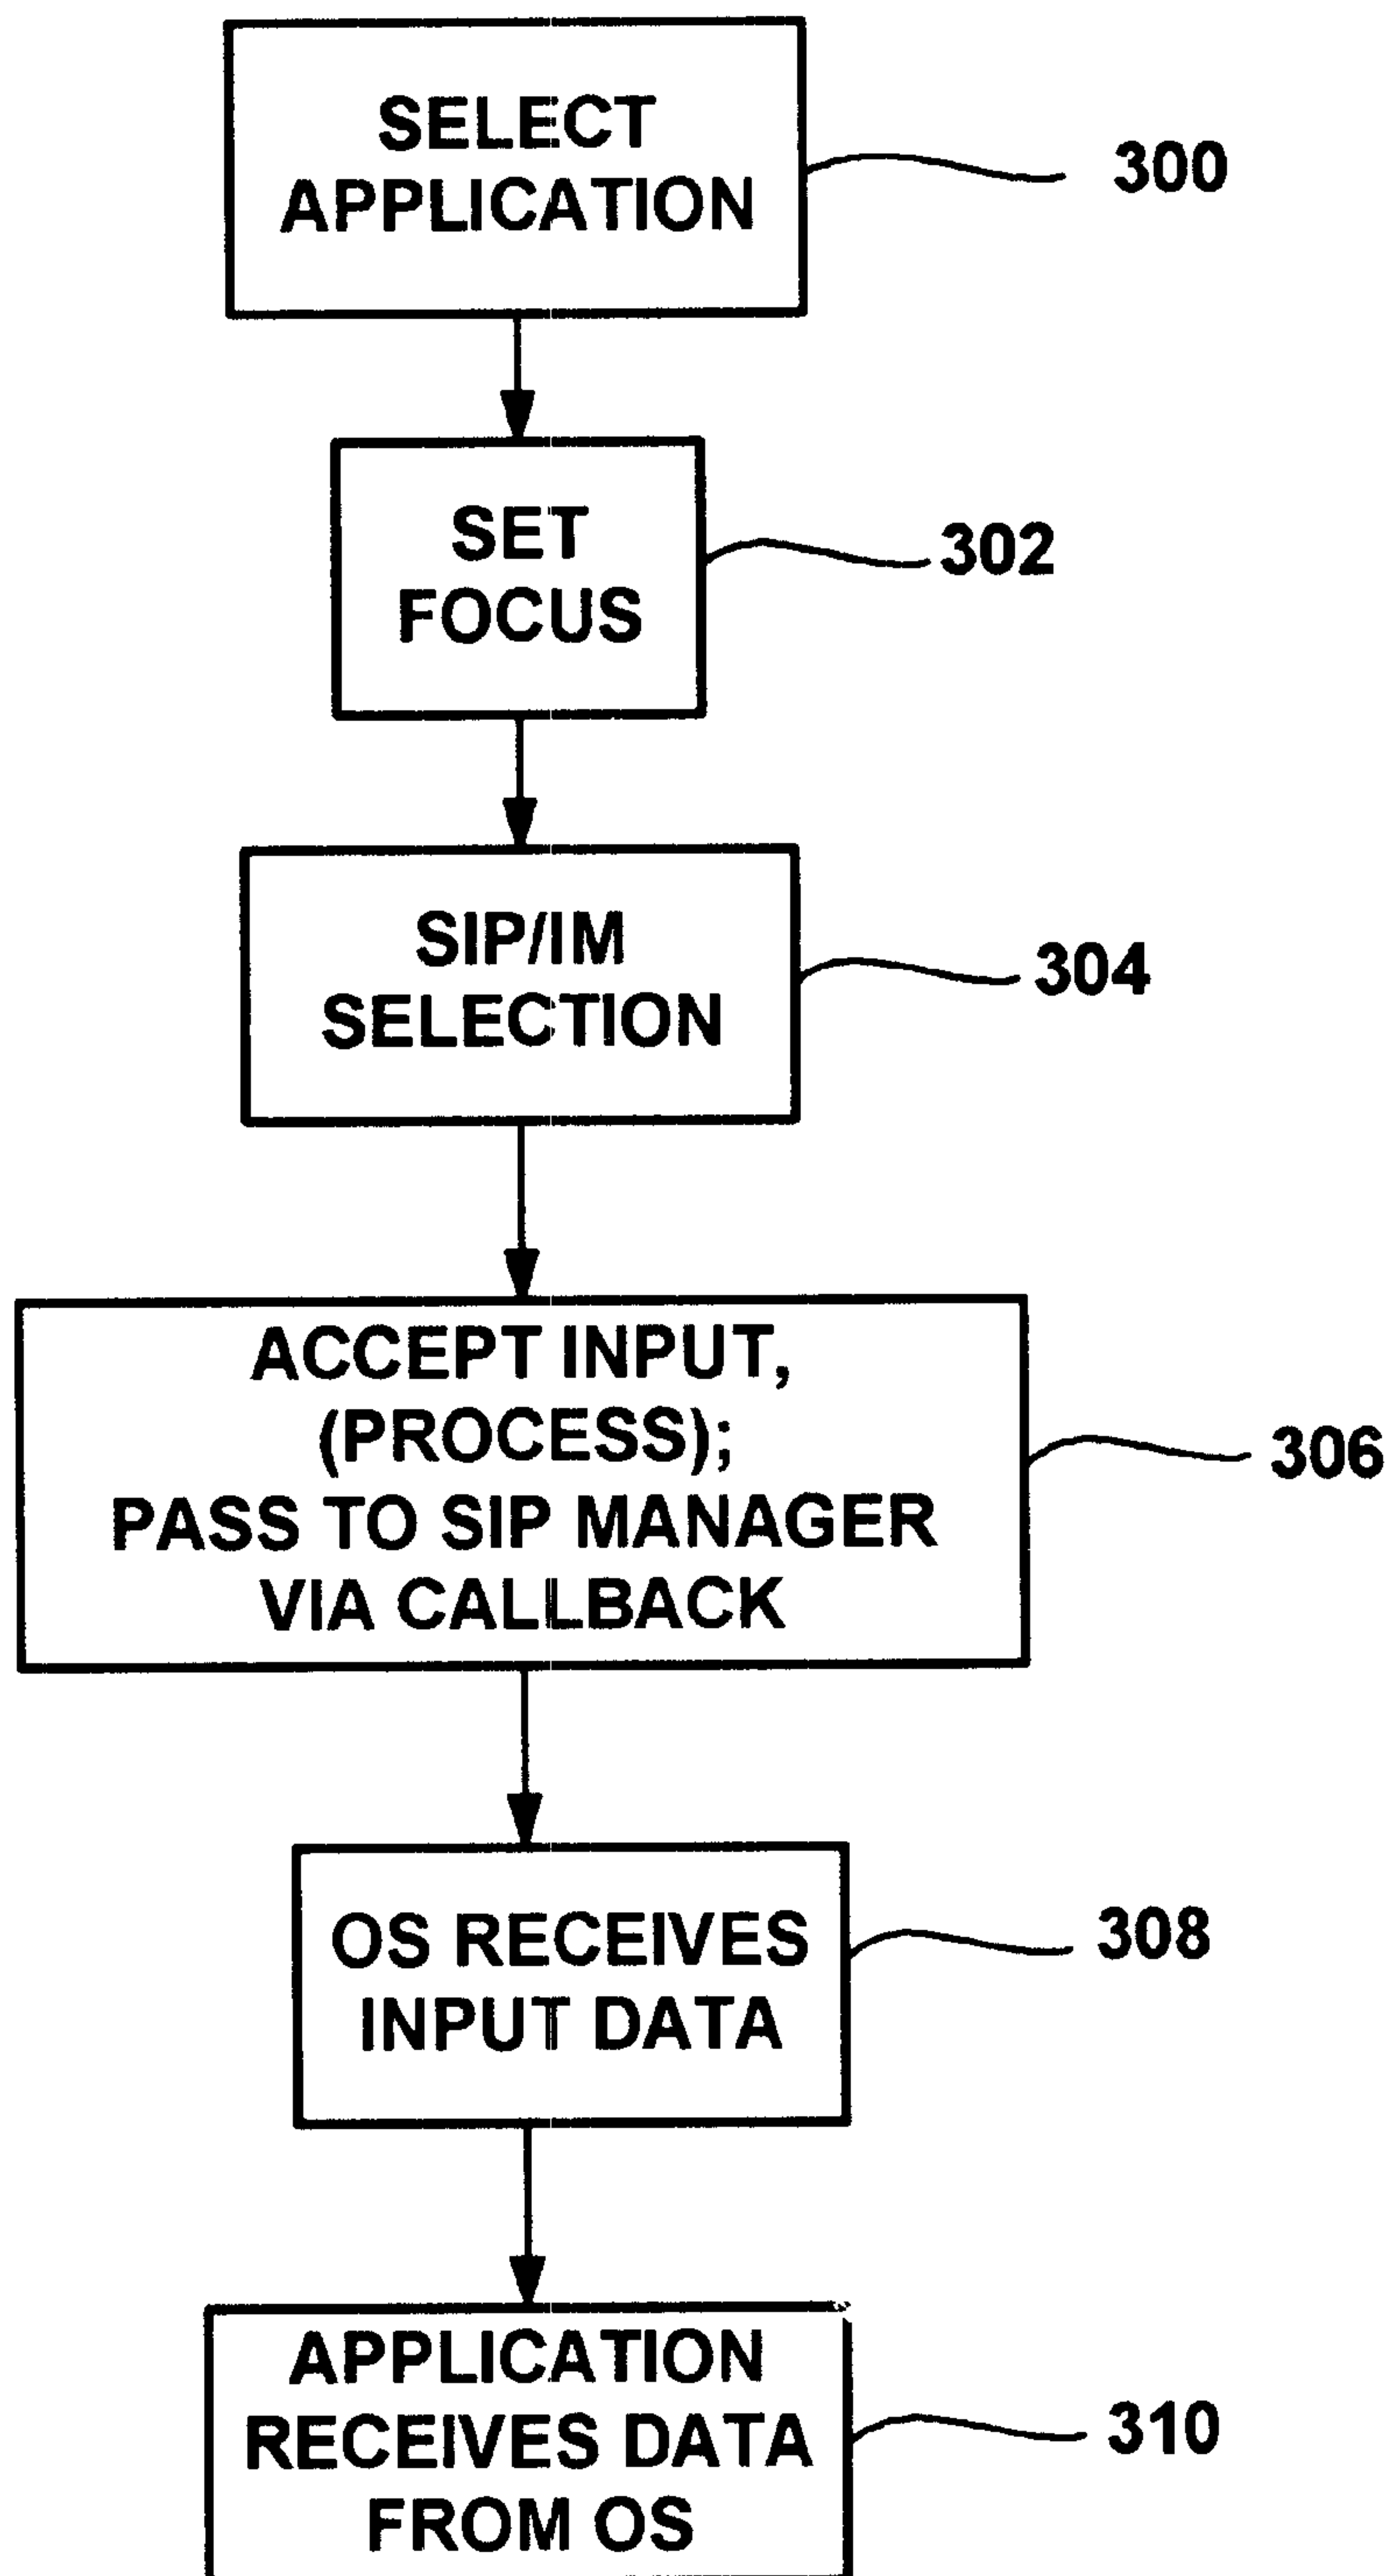 SELECT
APPLICATION
300
SET
FOCUS
302
SIP/IM
SELECTION
304
ACCEPT INPUT,
(PROCESS);
PASS TO SIP MANAGER
VIA CALLBACK
306
OS RECEIVES
INPUT DATA
308
APPLICATION
RECEIVES DATA
FROM OS
310